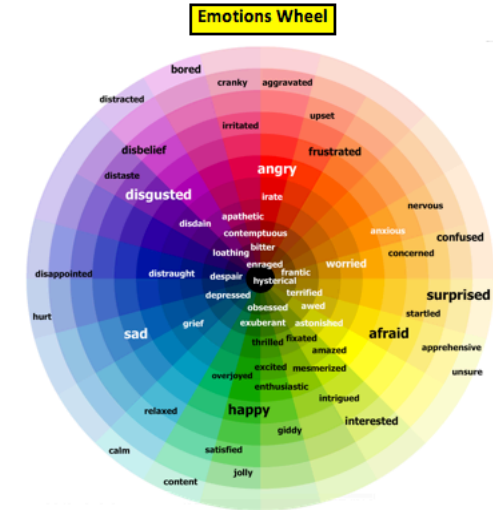 Emotions Wheel
bored
cranky
aggravated
distracted
upset
irritated
disbelief
frustrated
angry
distaste
disgusted
irate
nervous
apathetic
disdain
anxious
contemptuous
confused
bitter
loathing
concerned
enraged
worried
frantic
disappointed
distraught
despair
hysterical
depressed
terrified
surprised
obsessed
awed
hurt
startled
grief
exuberant
astonished
sad
afraid
thrilled
fixated
amazed
apprehensive
excited
mesmerized
unsure
overjoyed
enthusiastic
intrigued
relaxed
happy
interested
giddy
calm
satisfied
jolly
content